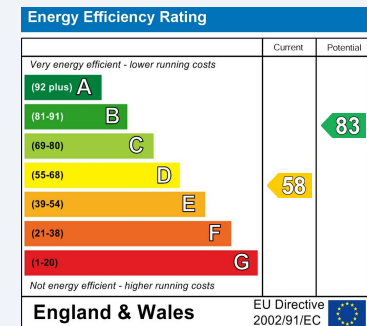 Energy Efficiency Rating
Current Potential
Very energy efficient - lower running costs
(92 plus) A
(81-91) B
83
(69-80) C
(55-68) D
58
(39-54) E
(21-38) F
(1-20) G
Not energy efficient - higher running costs
England & Wales
EU Directive
2002/91/EC